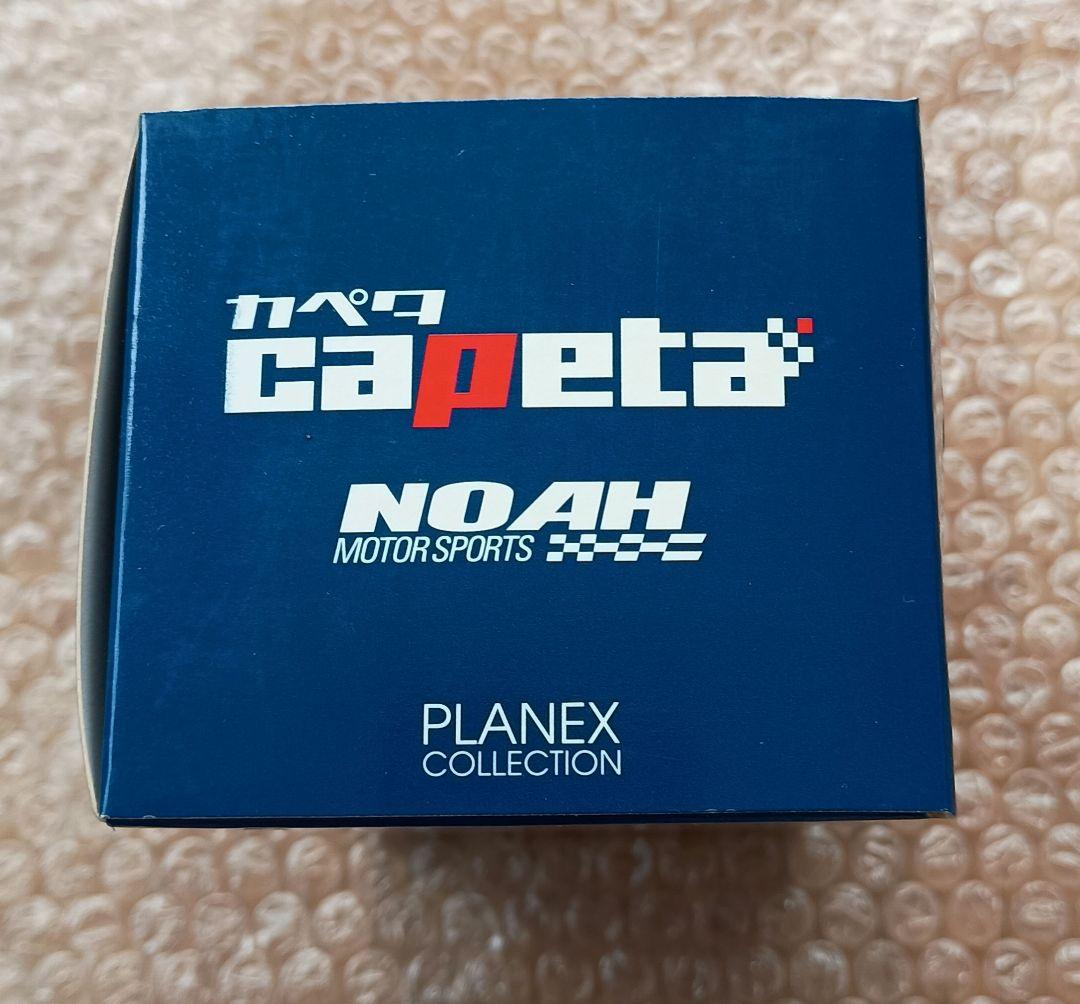 カペタ
capeta
NOAH
MOTOR SPORTS
PLANEX
COLLECTION